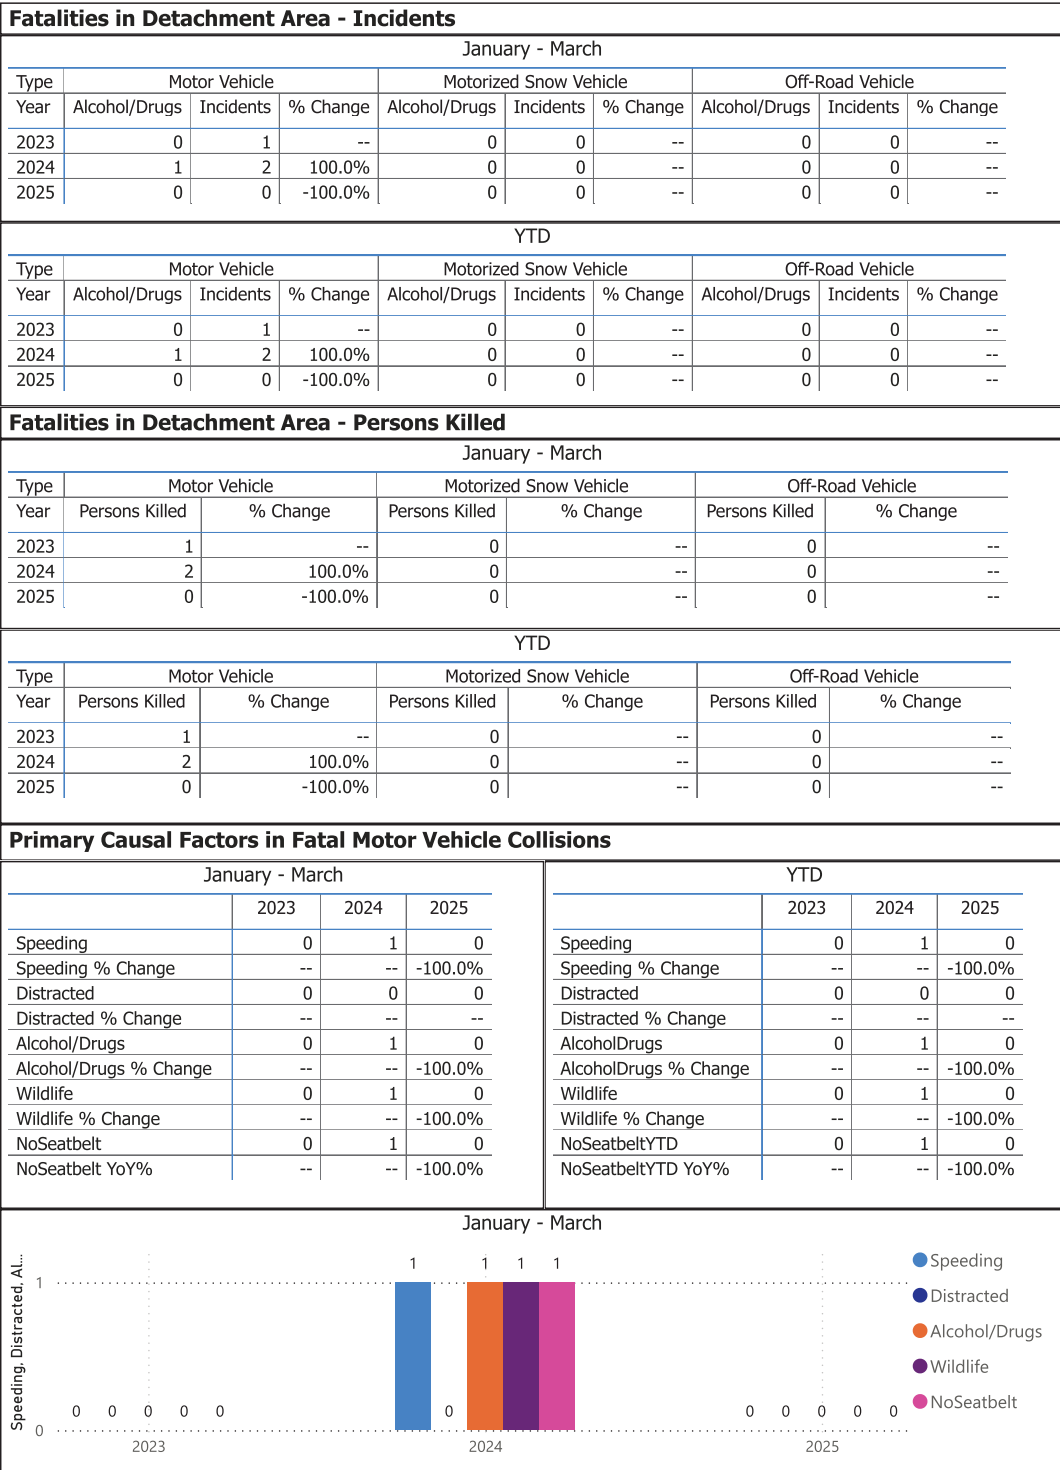 Fatalities in Detachment Area - Incidents
January - March
Type Motor Vehicle Motorized Snow Vehicle Off-Road Vehicle
Year Alcohol/Drugs Incidents % Change Alcohol/Drugs Incidents % Change Alcohol/Drugs Incidents % Change
2023 0 1 -- 0 0 -- 0 0 --
2024 1 2 100.0% 0 0 -- 0 0 --
2025 0 0 -100.0% 0 0 -- 0 0 --
YTD
Type Motor Vehicle Motorized Snow Vehicle Off-Road Vehicle
Year Alcohol/Drugs Incidents % Change Alcohol/Drugs Incidents % Change Alcohol/Drugs Incidents % Change
2023 0 1 -- 0 0 -- 0 0 --
2024 1 2 100.0% 0 0 -- 0 0 --
2025 0 0 -100.0% 0 0 -- 0 0 --
Fatalities in Detachment Area - Persons Killed
January - March
Type Motor Vehicle Motorized Snow Vehicle Off-Road Vehicle
Year Persons Killed % Change Persons Killed % Change Persons Killed % Change
2023 1 -- 0 -- 0 --
2024 2 100.0% 0 -- 0 --
2025 0 -100.0% 0 -- 0 --
YTD
Type Motor Vehicle Motorized Snow Vehicle Off-Road Vehicle
Year Persons Killed % Change Persons Killed % Change Persons Killed % Change
2023 1 -- 0 -- 0 --
2024 2 100.0% 0 -- 0 --
2025 0 -100.0% 0 -- 0 --
Primary Causal Factors in Fatal Motor Vehicle Collisions
January - March
2023 2024 2025
Speeding 0 1 0
Speeding % Change -- -- -100.0%
Distracted 0 0 0
Distracted % Change -- -- --
Alcohol/Drugs 0 1 0
Alcohol/Drugs % Change -- -- -100.0%
Wildlife 0 1 0
Wildlife % Change -- -- -100.0%
NoSeatbelt 0 1 0
NoSeatbelt YoY% -- -- -100.0%
YTD
2023 2024 2025
Speeding 0 1 0
Speeding % Change -- -- -100.0%
Distracted 0 0 0
Distracted % Change -- -- --
AlcoholDrugs 0 1 0
AlcoholDrugs % Change -- -- -100.0%
Wildlife 0 1 0
Wildlife % Change -- -- -100.0%
NoSeatbeltYTD 0 1 0
NoSeatbeltYTD YoY% -- -- -100.0%
January - March
Speeding, Distracted, Al...
1
0
0 0 0 0 0
1 0 1 1 1
0 0 0 0 0
2023 2024 2025
Speeding
Distracted
Alcohol/Drugs
Wildlife
NoSeatbelt